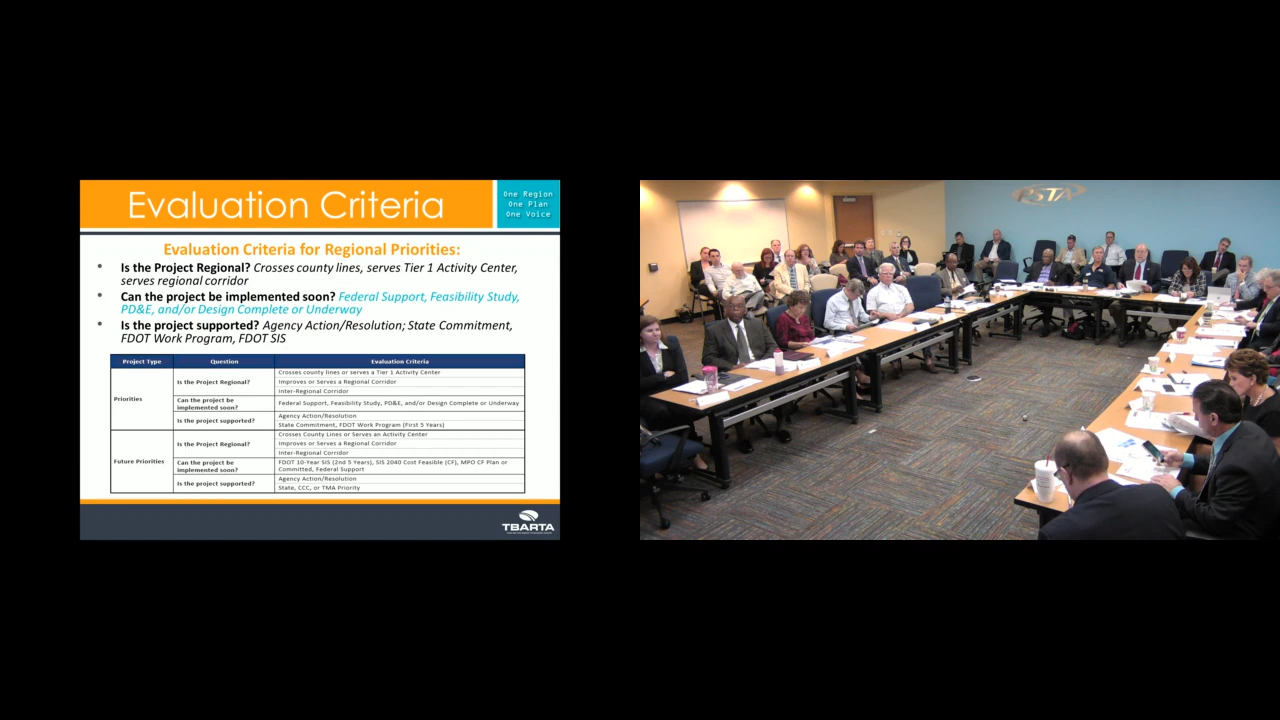 Evaluation Criteria
One Region
One Plan
One Voice
Evaluation Criteria for Regional Priorities:
• Is the Project Regional? Crosses county lines, serves Tier 1 Activity Center,
serves regional corridor
• Can the project be implemented soon? Federal Support, Feasibility Study,
PD&E, and/or Design Complete or Underway
• Is the project supported? Agency Action/Resolution; State Commitment,
FDOT Work Program, FDOT SIS
Project Type Question Evaluation Criteria
Priorities
Is the Project Regional?
Crosses county lines or serves a Tier 1 Activity Center
Improves or Serves a Regional Corridor
Inter-Regional Corridor
Can the project be
implemented soon?
Federal Support, Feasibility Study, PD&E, and/or Design Complete or Underway
Is the project supported?
Agency Action/Resolution
State Commitment, FDOT Work Program (First 5 Years)
Future Priorities
Is the Project Regional?
Crosses County Lines or Serves an Activity Center
Improves or Serves a Regional Corridor
Inter-Regional Corridor
Can the project be
implemented soon?
FDOT 10-Year SIS (2nd 5 Years), SIS 2040 Cost Feasible (CF), MPO CF Plan or
Committed, Federal Support
Is the project supported?
Agency Action/Resolution
State, CCC, or TMA Priority
TBARTA
PSTA